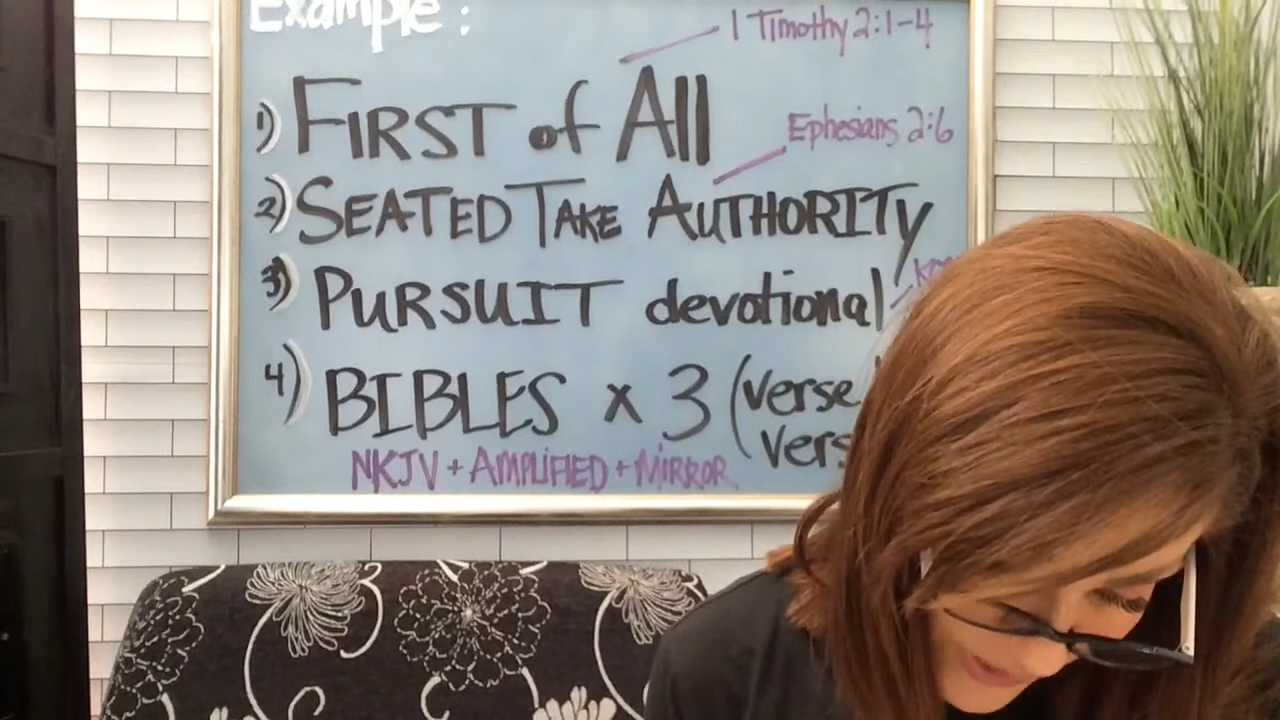 Example:
1 Timothy 2:1-4
1) FIRST of All
Ephesians 2:6
2) SEATED TAKE AUTHORITY
3) PURSUIT devotional
4) BIBLES x 3 (verse
NKJV + AMPLIFIED + MIRROR